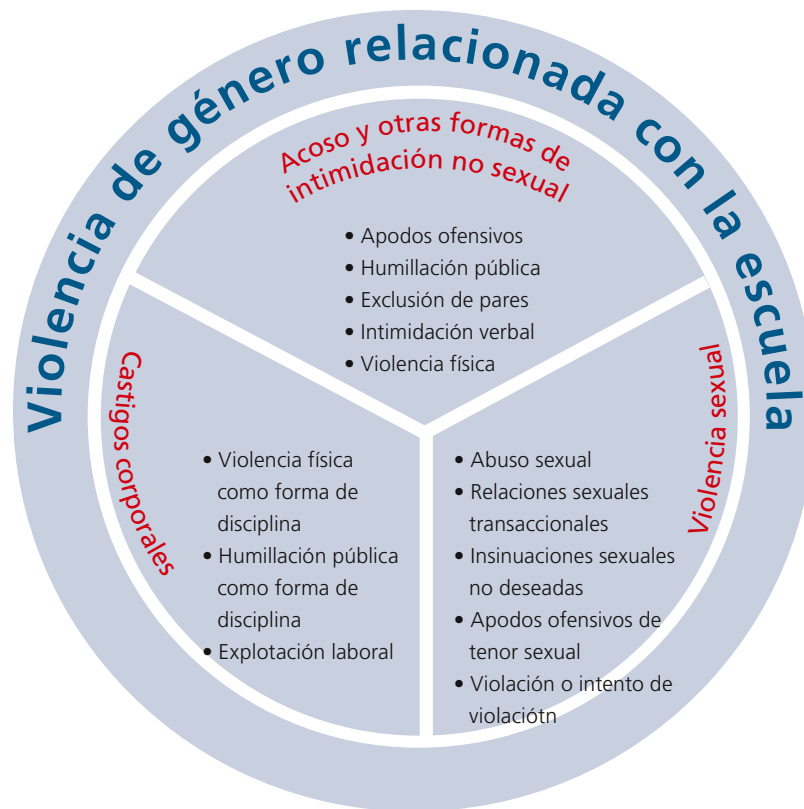 Violencia de género relacionada con la escuela
Acoso y otras formas de
intimidación no sexual
• Apodos ofensivos
• Humillación pública
• Exclusión de pares
• Intimidación verbal
• Violencia física
Castigos corporales
• Violencia física
como forma de
disciplina
• Humillación pública
como forma de
disciplina
• Explotación laboral
Violencia sexual
• Abuso sexual
• Relaciones sexuales
transaccionales
• Insinuaciones sexuales
no deseadas
• Apodos ofensivos de
tenor sexual
• Violación o intento de
violaciótn